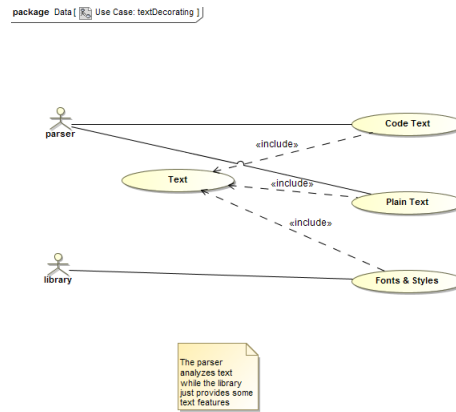 package Data [ Use Case: textDecorating ]
Code Text
parser
«include»
Text
«include»
Plain Text
«include»
library
Fonts & Styles
The parser
analyzes text
while the library
just provides some
text features